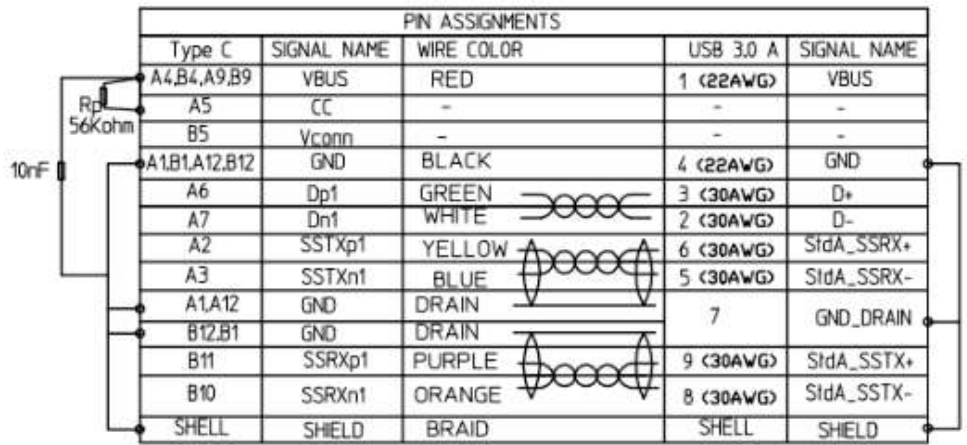 PIN ASSIGNMENTS
Type C SIGNAL NAME WIRE COLOR USB 3.0 A SIGNAL NAME
A4,B4,A9,B9 VBUS RED 1 (22AWG) VBUS
Rp
56Kohm
A5 CC - - -
B5 Vconn - - -
10nF
A1,B1,A12,B12 GND BLACK 4 (22AWG) GND
A6 Dp1 GREEN 3 (30AWG) D+
A7 Dn1 WHITE 2 (30AWG) D-
A2 SSTXp1 YELLOW 6 (30AWG) StdA_SSRX+
A3 SSTXn1 BLUE 5 (30AWG) StdA_SSRX-
A1,A12 GND DRAIN
7 GND_DRAIN
B12,B1 GND DRAIN
B11 SSRXp1 PURPLE 9 (30AWG) StdA_SSTX+
B10 SSRXn1 ORANGE 8 (30AWG) StdA_SSTX-
SHELL SHIELD BRAID SHELL SHIELD